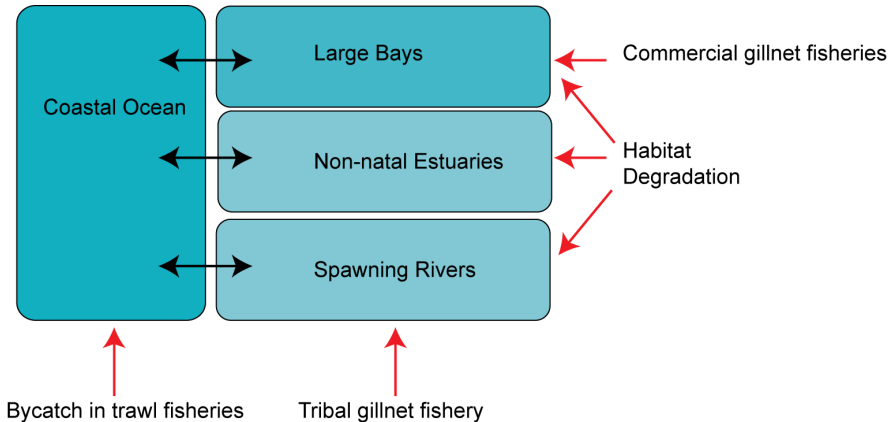 Large Bays
Commercial gillnet fisheries
Coastal Ocean
Non-natal Estuaries
Habitat
Degradation
Spawning Rivers
Bycatch in trawl fisheries
Tribal gillnet fishery